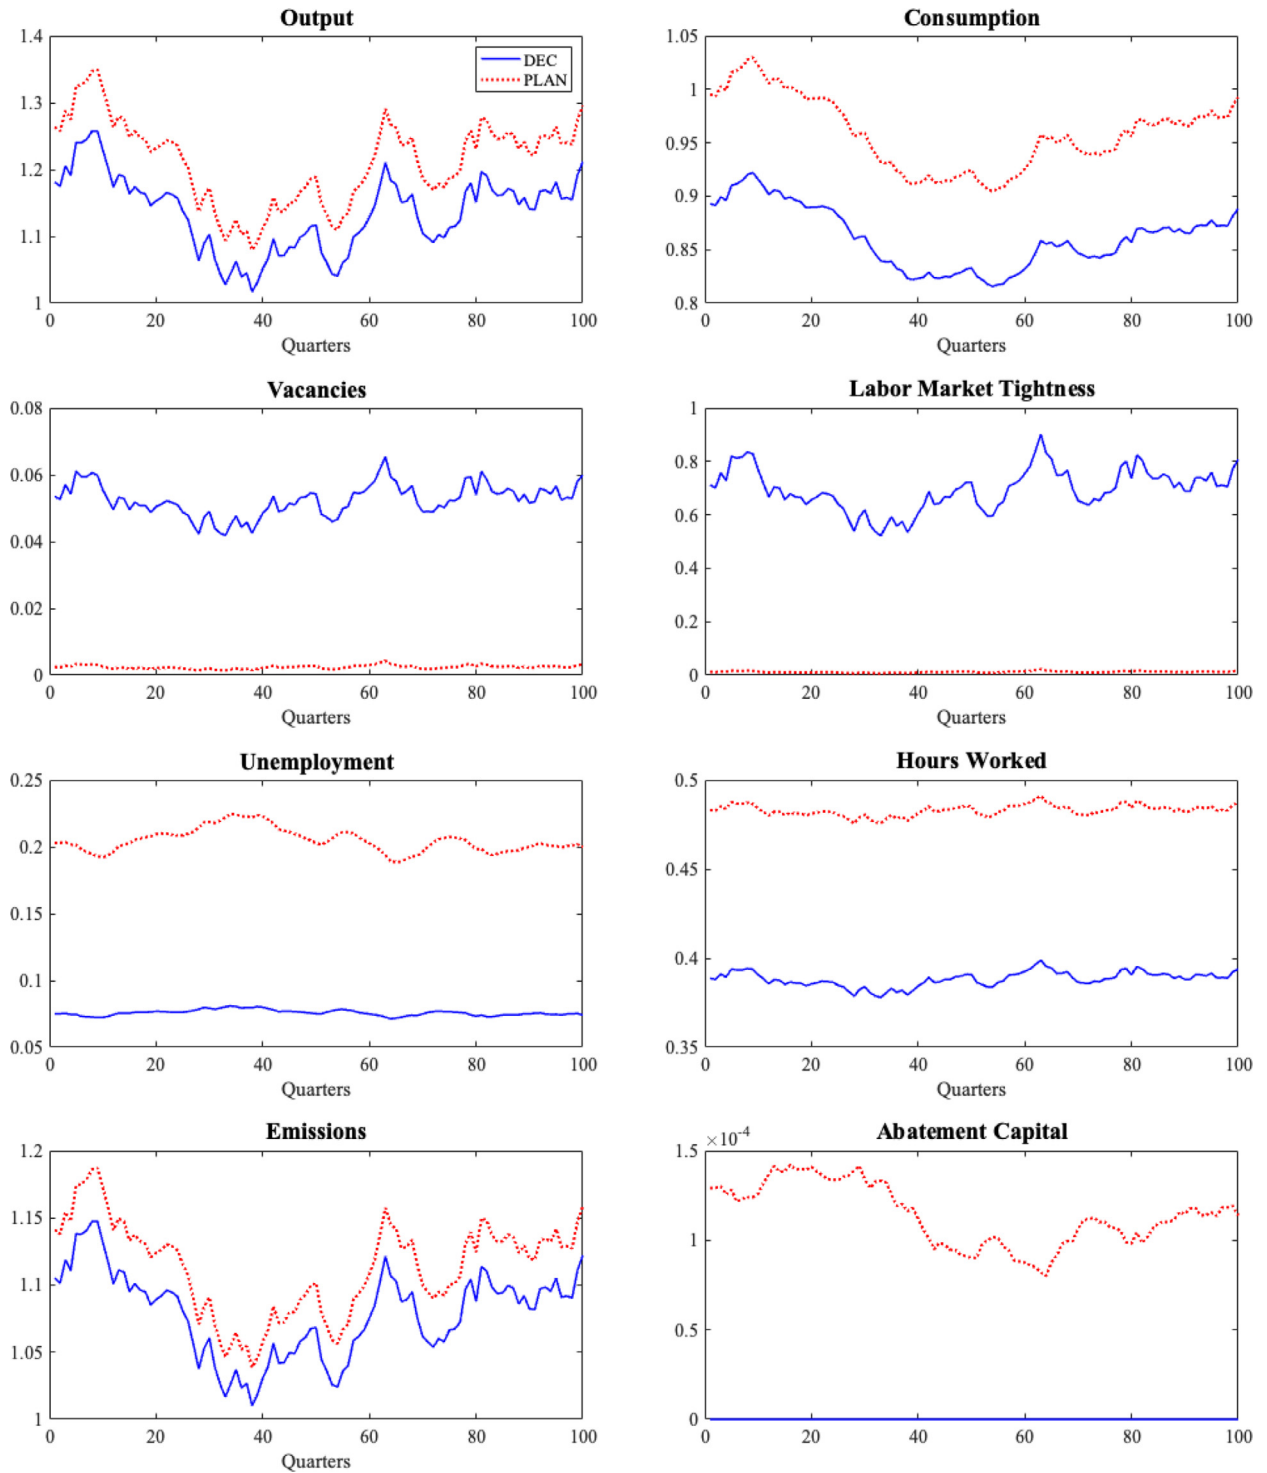 Output
1.4
1.3
1.2
1.1
1
0 20 40 60 80 100
Quarters
DEC
PLAN
Consumption
1.05
1
0.95
0.9
0.85
0.8
0 20 40 60 80 100
Quarters
Vacancies
0.08
0.06
0.04
0.02
0
0 20 40 60 80 100
Quarters
Labor Market Tightness
1
0.8
0.6
0.4
0.2
0
0 20 40 60 80 100
Quarters
Unemployment
0.25
0.2
0.15
0.1
0.05
0 20 40 60 80 100
Quarters
Hours Worked
0.5
0.45
0.4
0.35
0 20 40 60 80 100
Quarters
Emissions
1.2
1.15
1.1
1.05
1
0 20 40 60 80 100
Quarters
Abatement Capital
×10⁻⁴
1.5
1
0.5
0
0 20 40 60 80 100